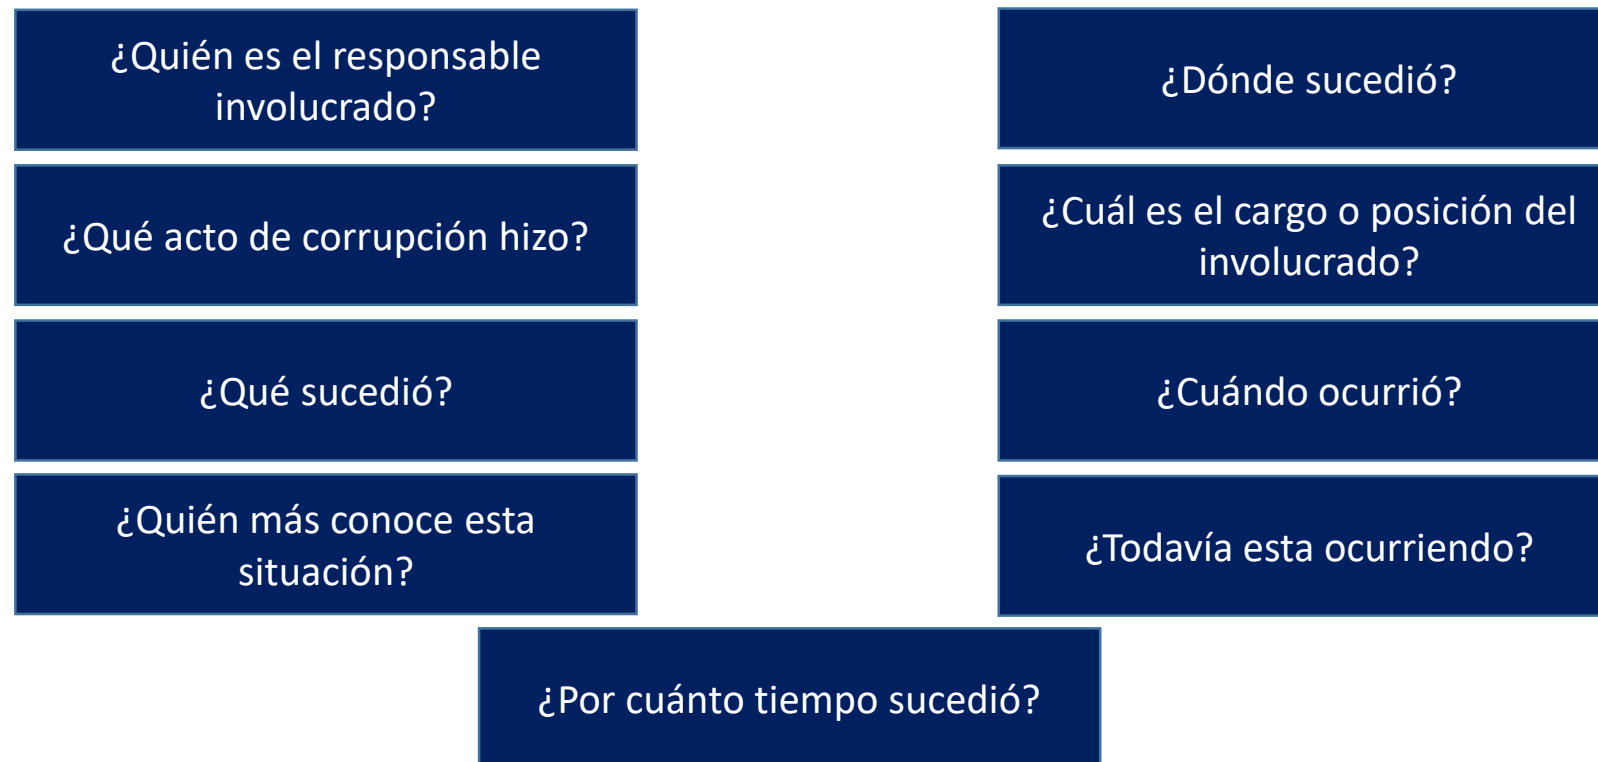 ¿Quién es el responsable
involucrado?
¿Dónde sucedió?
¿Qué acto de corrupción hizo?
¿Cuál es el cargo o posición del
involucrado?
¿Qué sucedió?
¿Cuándo ocurrió?
¿Quién más conoce esta
situación?
¿Todavía esta ocurriendo?
¿Por cuánto tiempo sucedió?